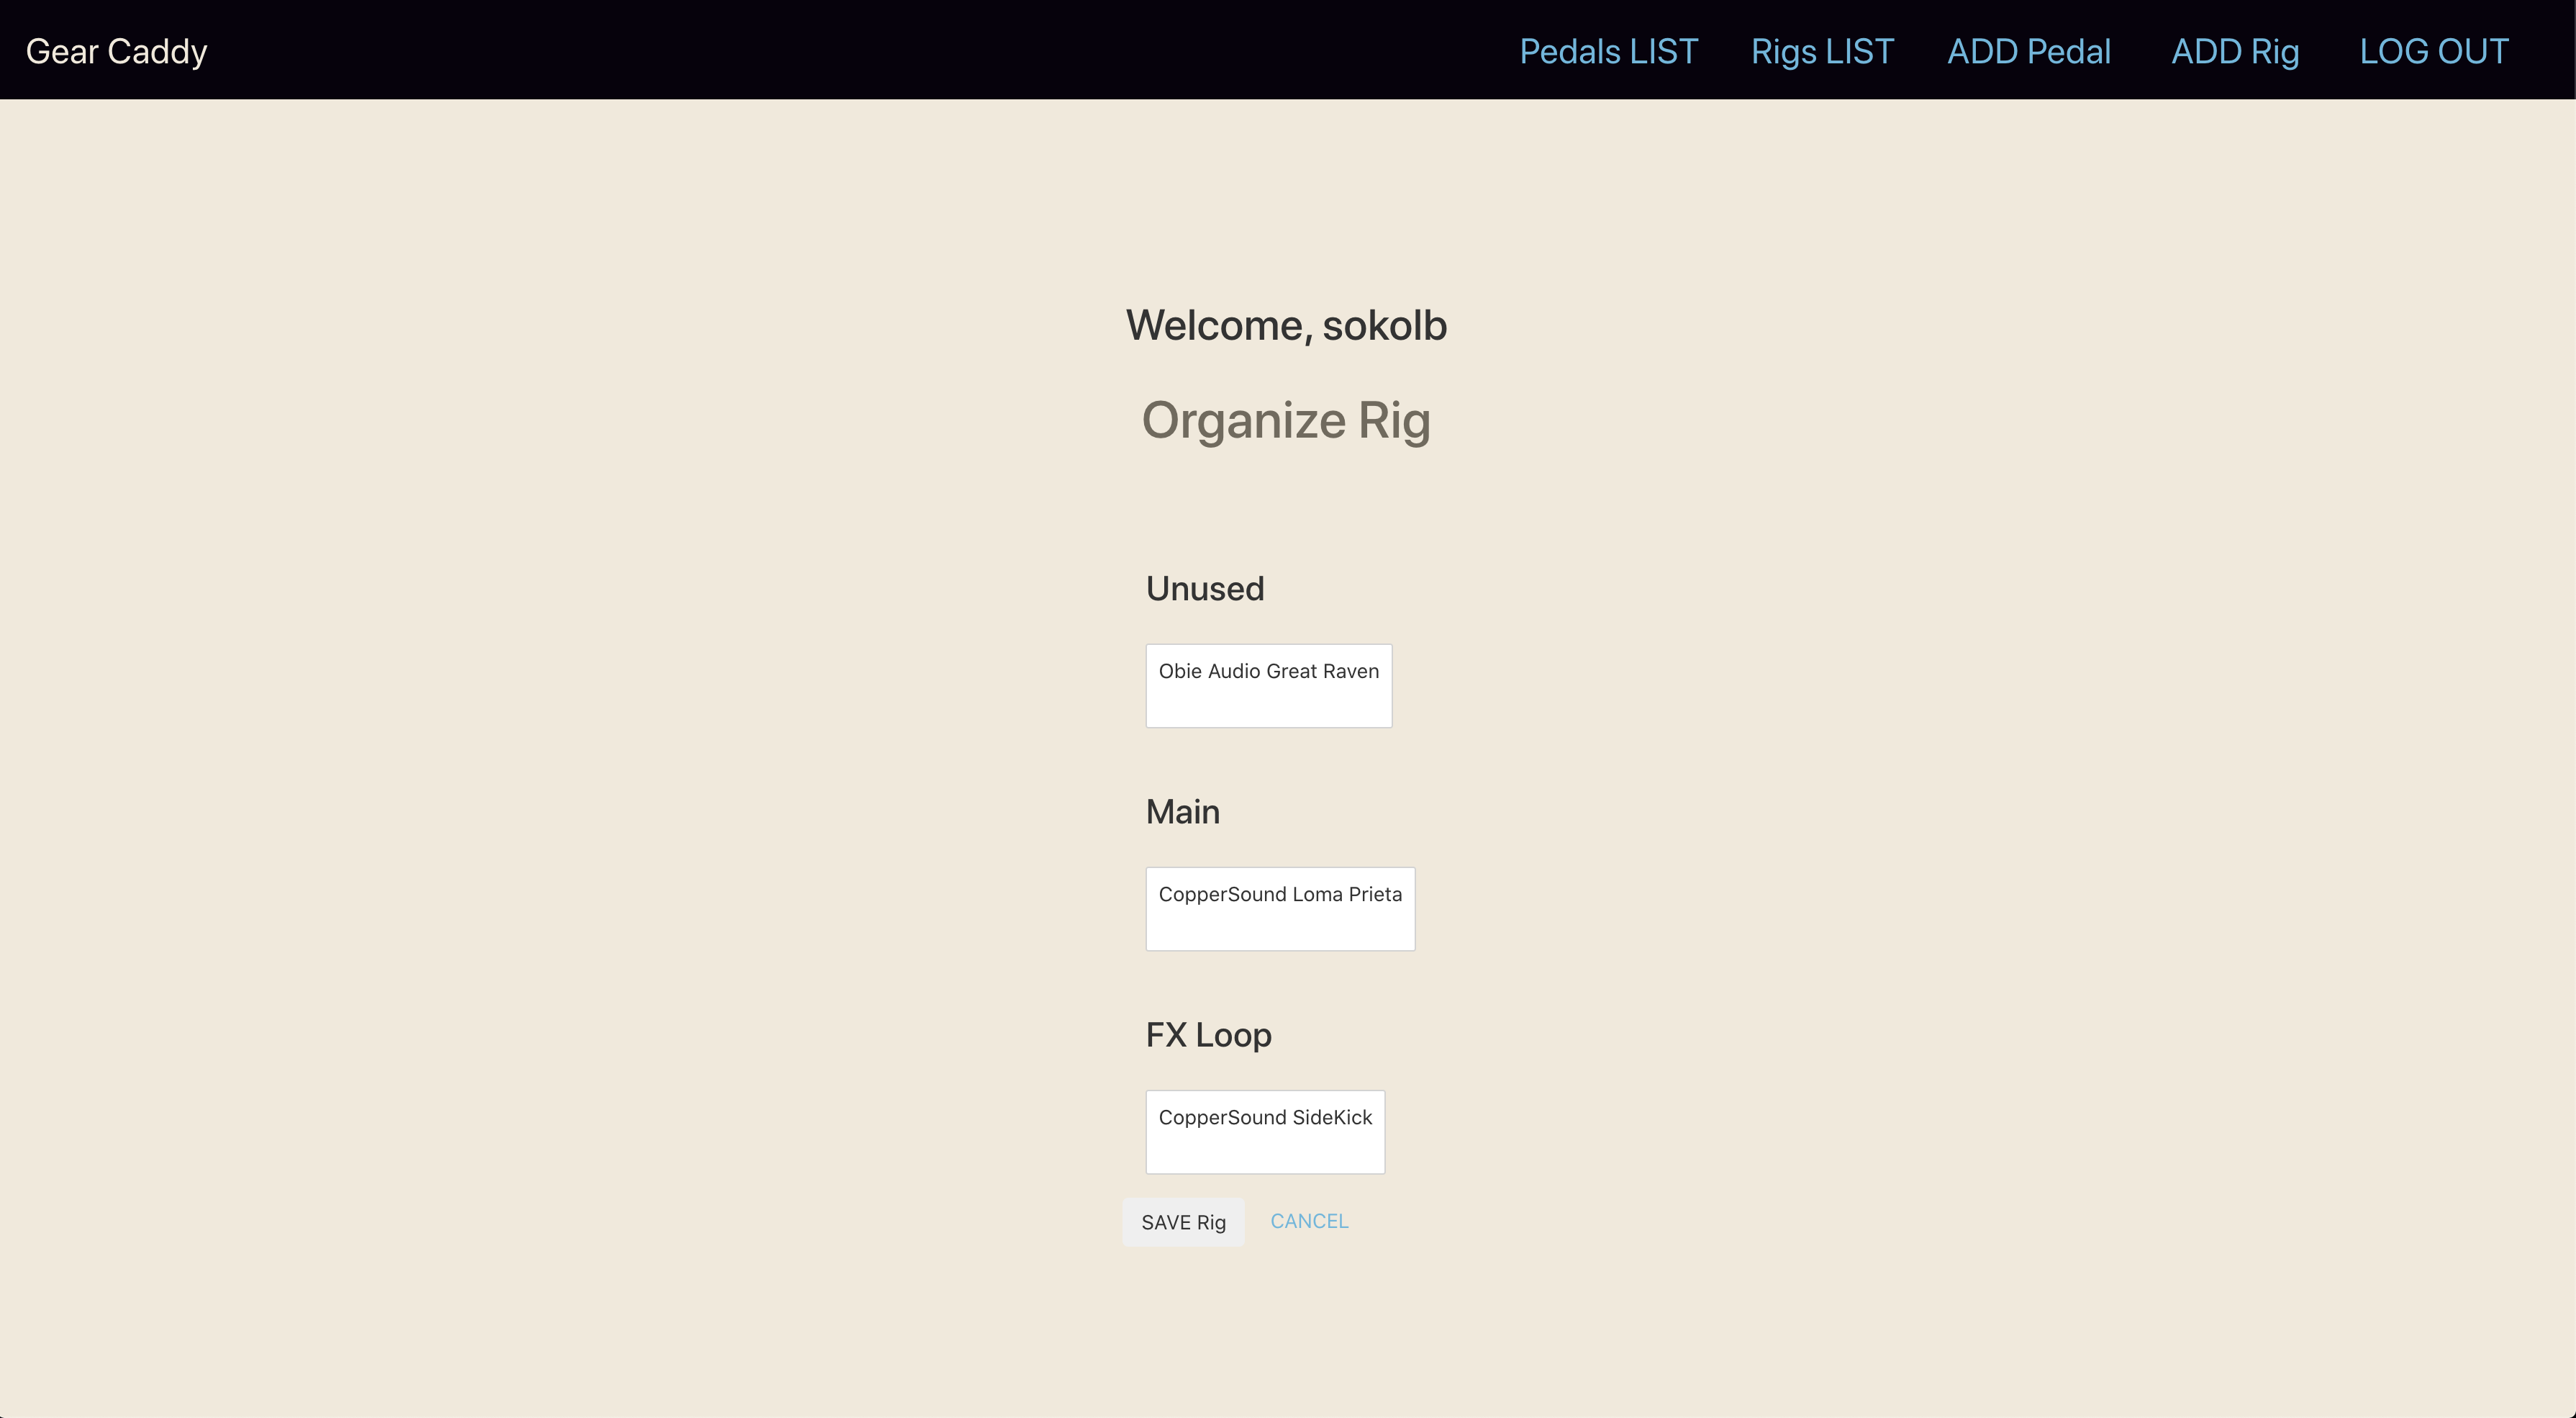 Gear Caddy Pedals LIST Rigs LIST ADD Pedal ADD Rig LOG OUT
Welcome, sokolb
Organize Rig
Unused
Obie Audio Great Raven
Main
CopperSound Loma Prieta
FX Loop
CopperSound SideKick
SAVE Rig CANCEL